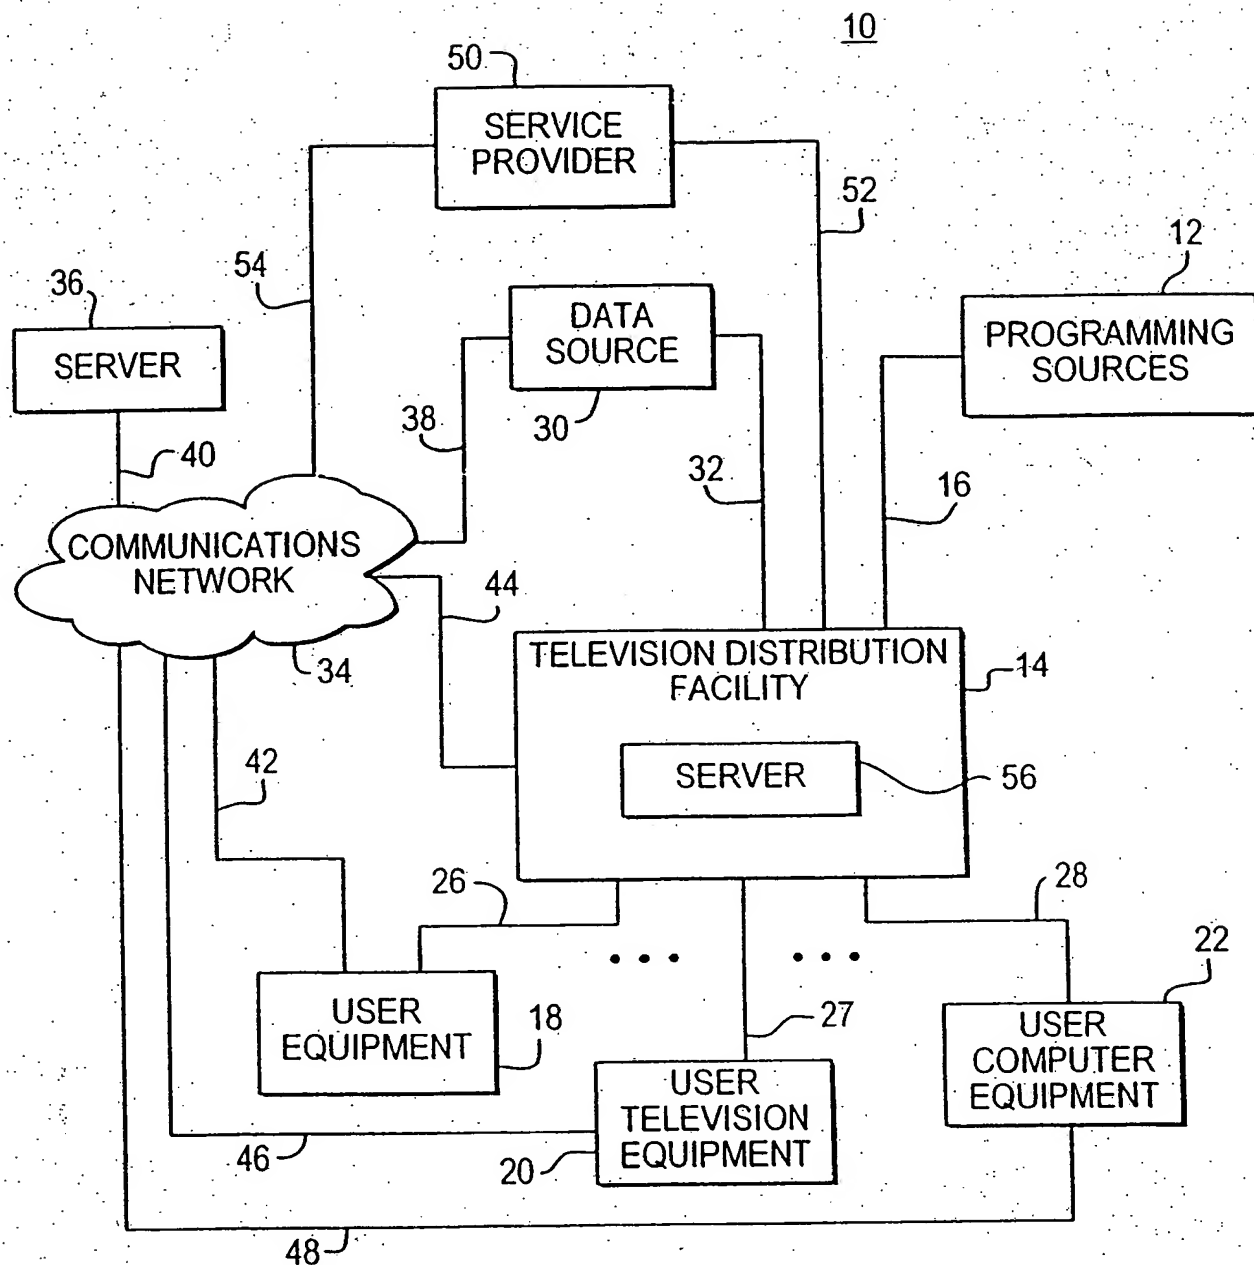 10
50
SERVICE
PROVIDER
52
12
54
36
DATA
SOURCE
PROGRAMMING
SOURCES
SERVER
38
30
40
32
16
COMMUNICATIONS
NETWORK
44
34
TELEVISION DISTRIBUTION
FACILITY
14
42
SERVER
56
26
28
22
USER
EQUIPMENT
18
27
USER
COMPUTER
EQUIPMENT
USER
TELEVISION
EQUIPMENT
46
20
48